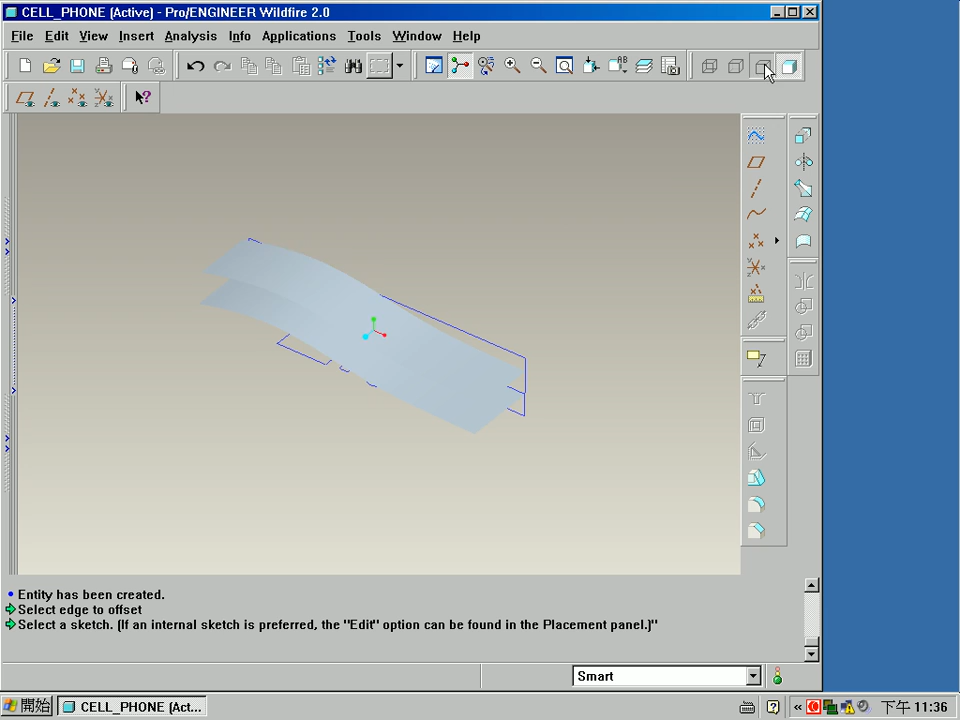 CELL_PHONE (Active) - Pro/ENGINEER Wildfire 2.0
File Edit View Insert Analysis Info Applications Tools Window Help
Entity has been created.
Select edge to offset
Select a sketch. (If an internal sketch is preferred, the "Edit" option can be found in the Placement panel.)"
Smart
開始 CELL_PHONE (Act... « 下午 11:36